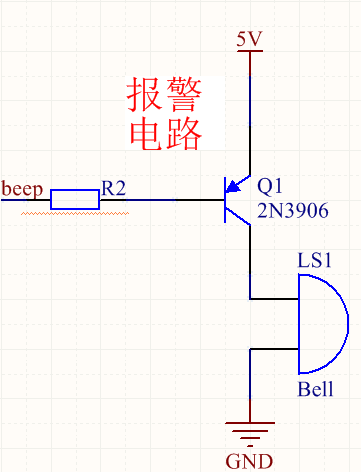 5V
报警
电路
beep
R2
Q1
2N3906
LS1
Bell
GND